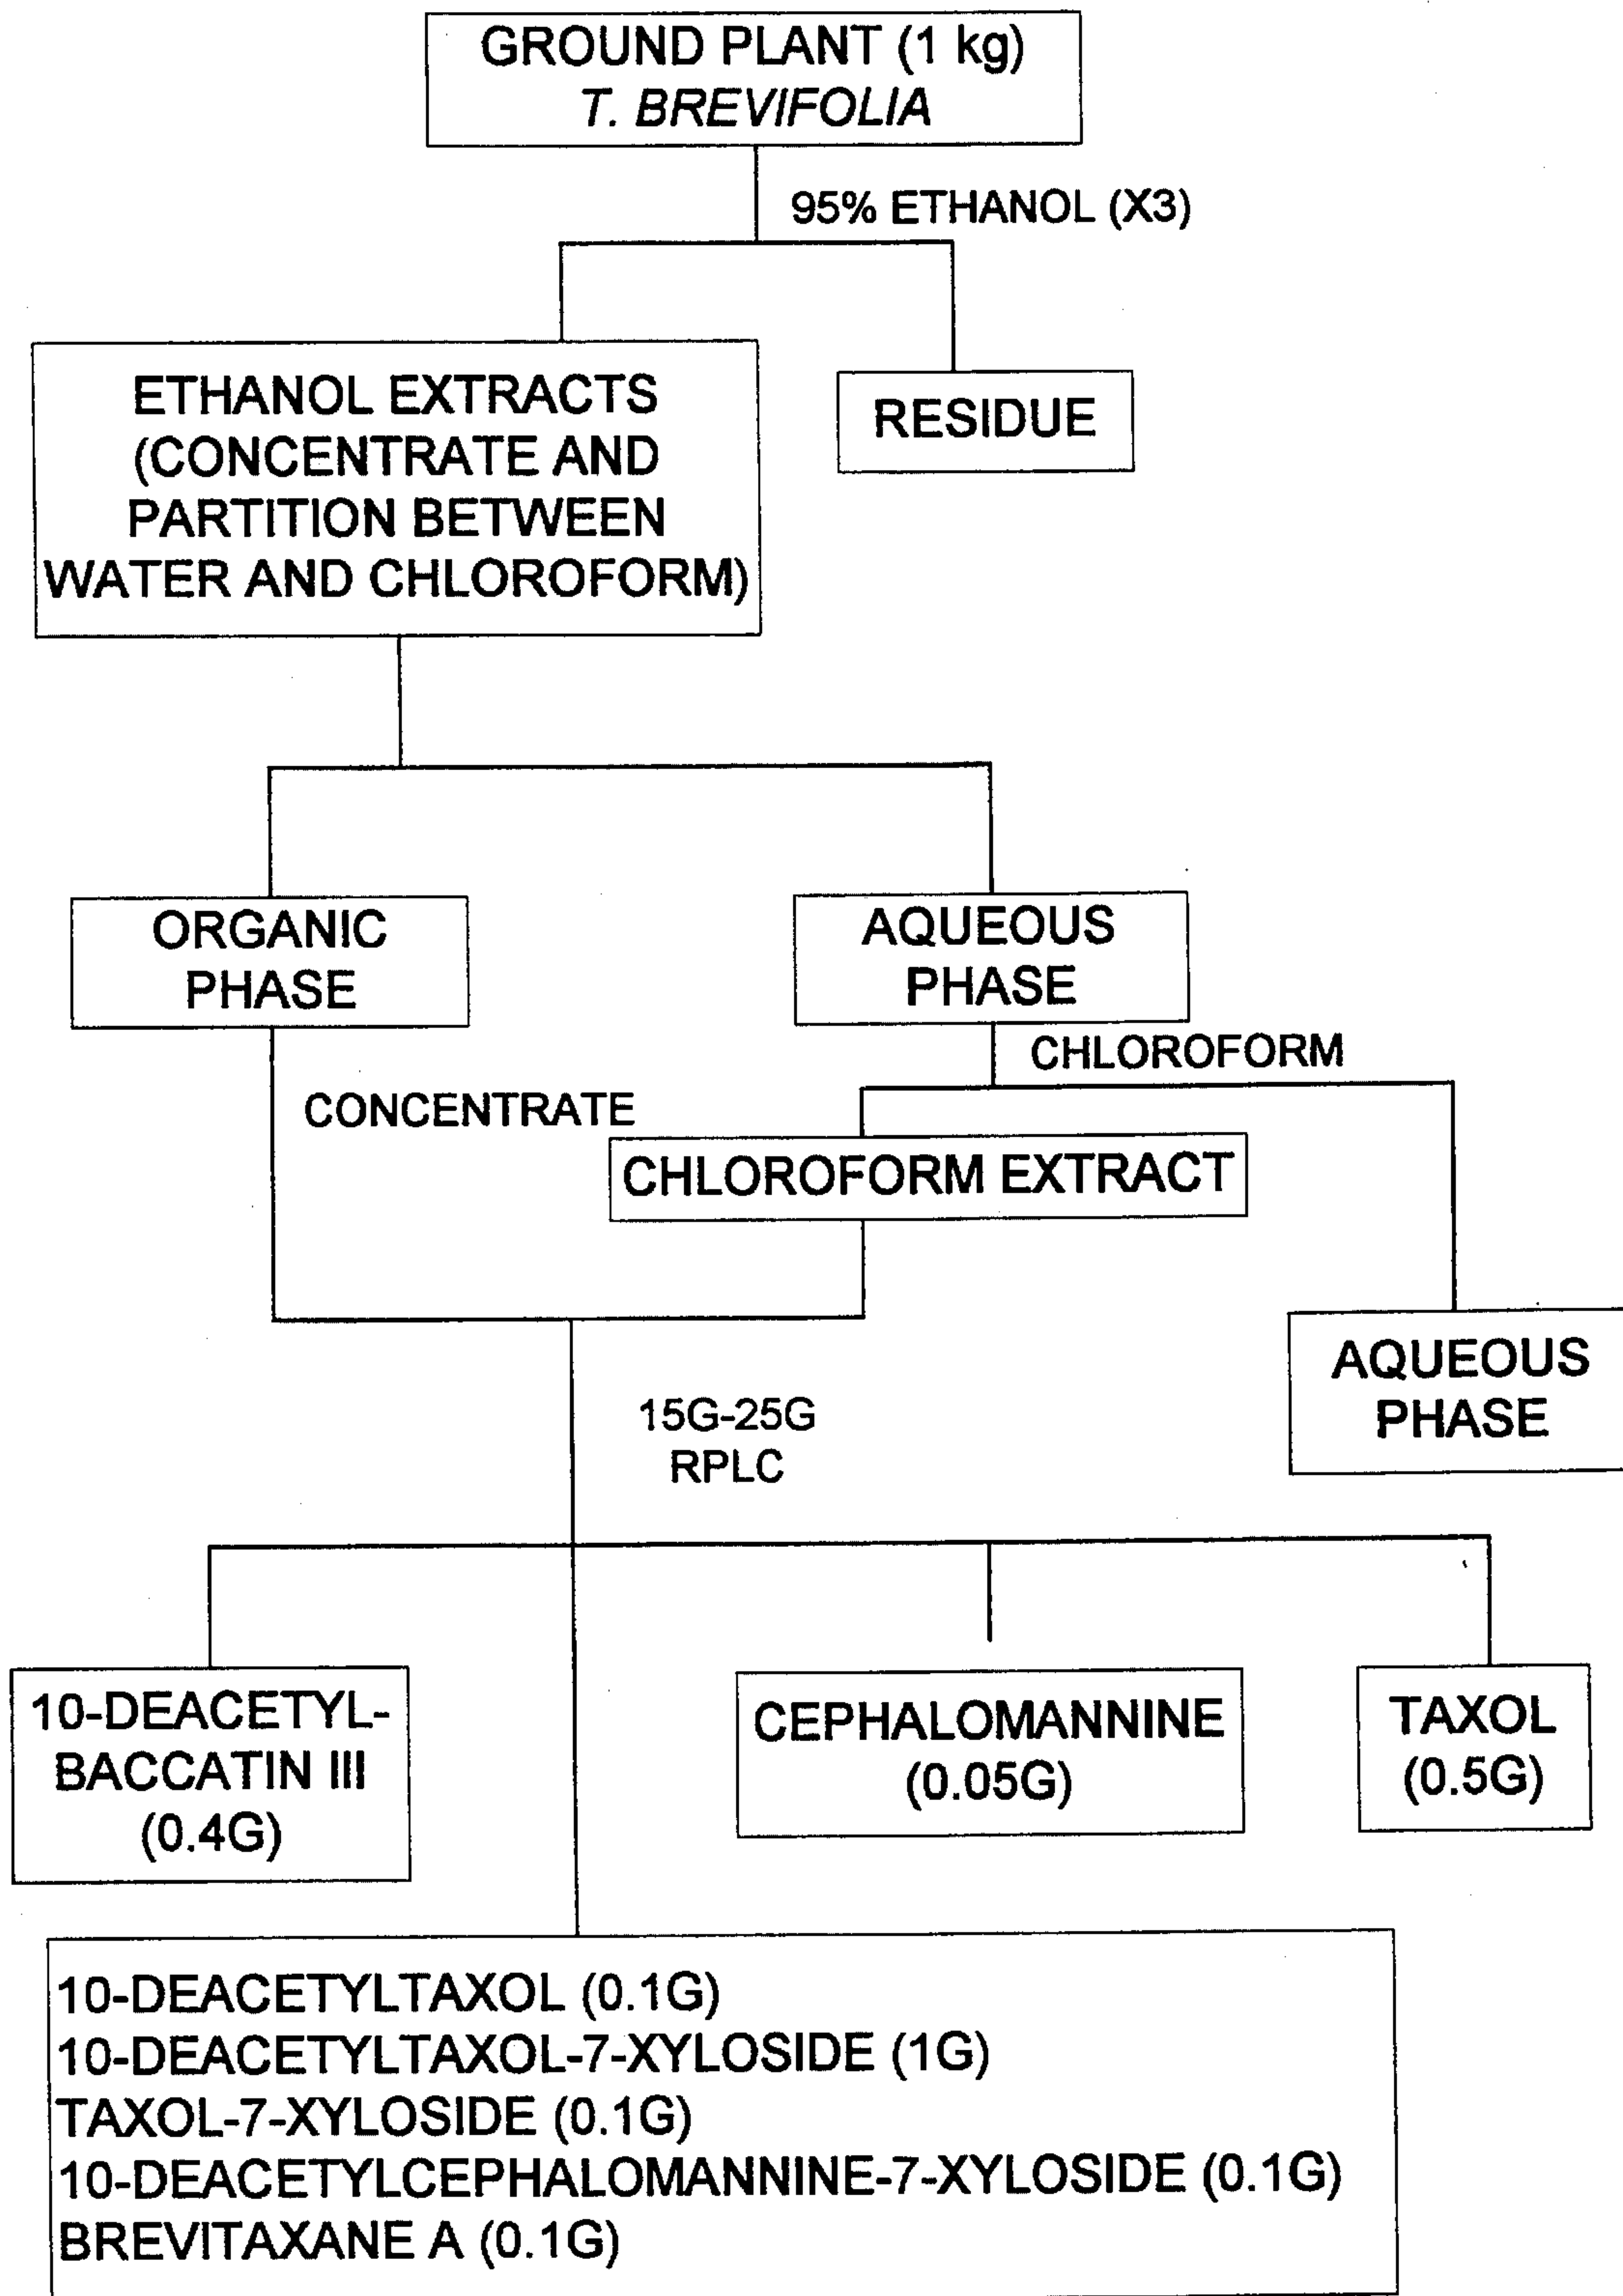 GROUND PLANT (1 kg)
T. BREVIFOLIA
95% ETHANOL (X3)
ETHANOL EXTRACTS
(CONCENTRATE AND
PARTITION BETWEEN
WATER AND CHLOROFORM)
RESIDUE
ORGANIC
PHASE
AQUEOUS
PHASE
CHLOROFORM
CONCENTRATE
CHLOROFORM EXTRACT
AQUEOUS
PHASE
15G-25G
RPLC
10-DEACETYL-
BACCATIN III
(0.4G)
CEPHALOMANNINE
(0.05G)
TAXOL
(0.5G)
10-DEACETYLTAXOL (0.1G)
10-DEACETYLTAXOL-7-XYLOSIDE (1G)
TAXOL-7-XYLOSIDE (0.1G)
10-DEACETYLCEPHALOMANNINE-7-XYLOSIDE (0.1G)
BREVITAXANE A (0.1G)